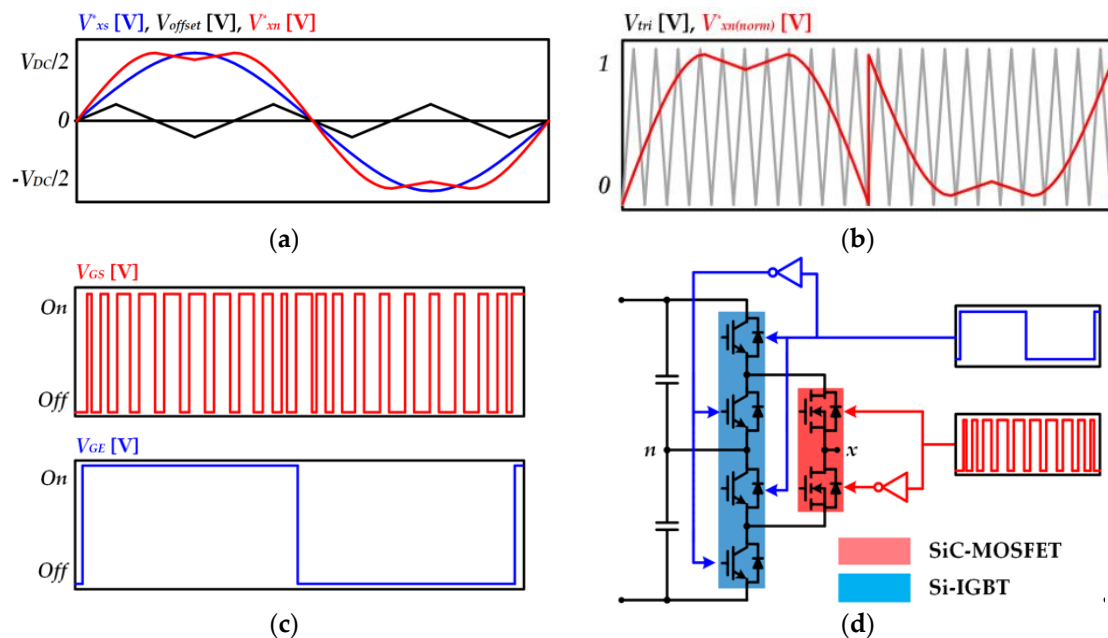 V*xs [V], Voffset [V], V*xn [V]
VDC/2
0
-VDC/2
(a)
Vtri [V], V*xn(norm) [V]
1
0
(b)
VGS [V]
On
Off
VGE [V]
On
Off
(c)
n
x
SiC-MOSFET
Si-IGBT
(d)